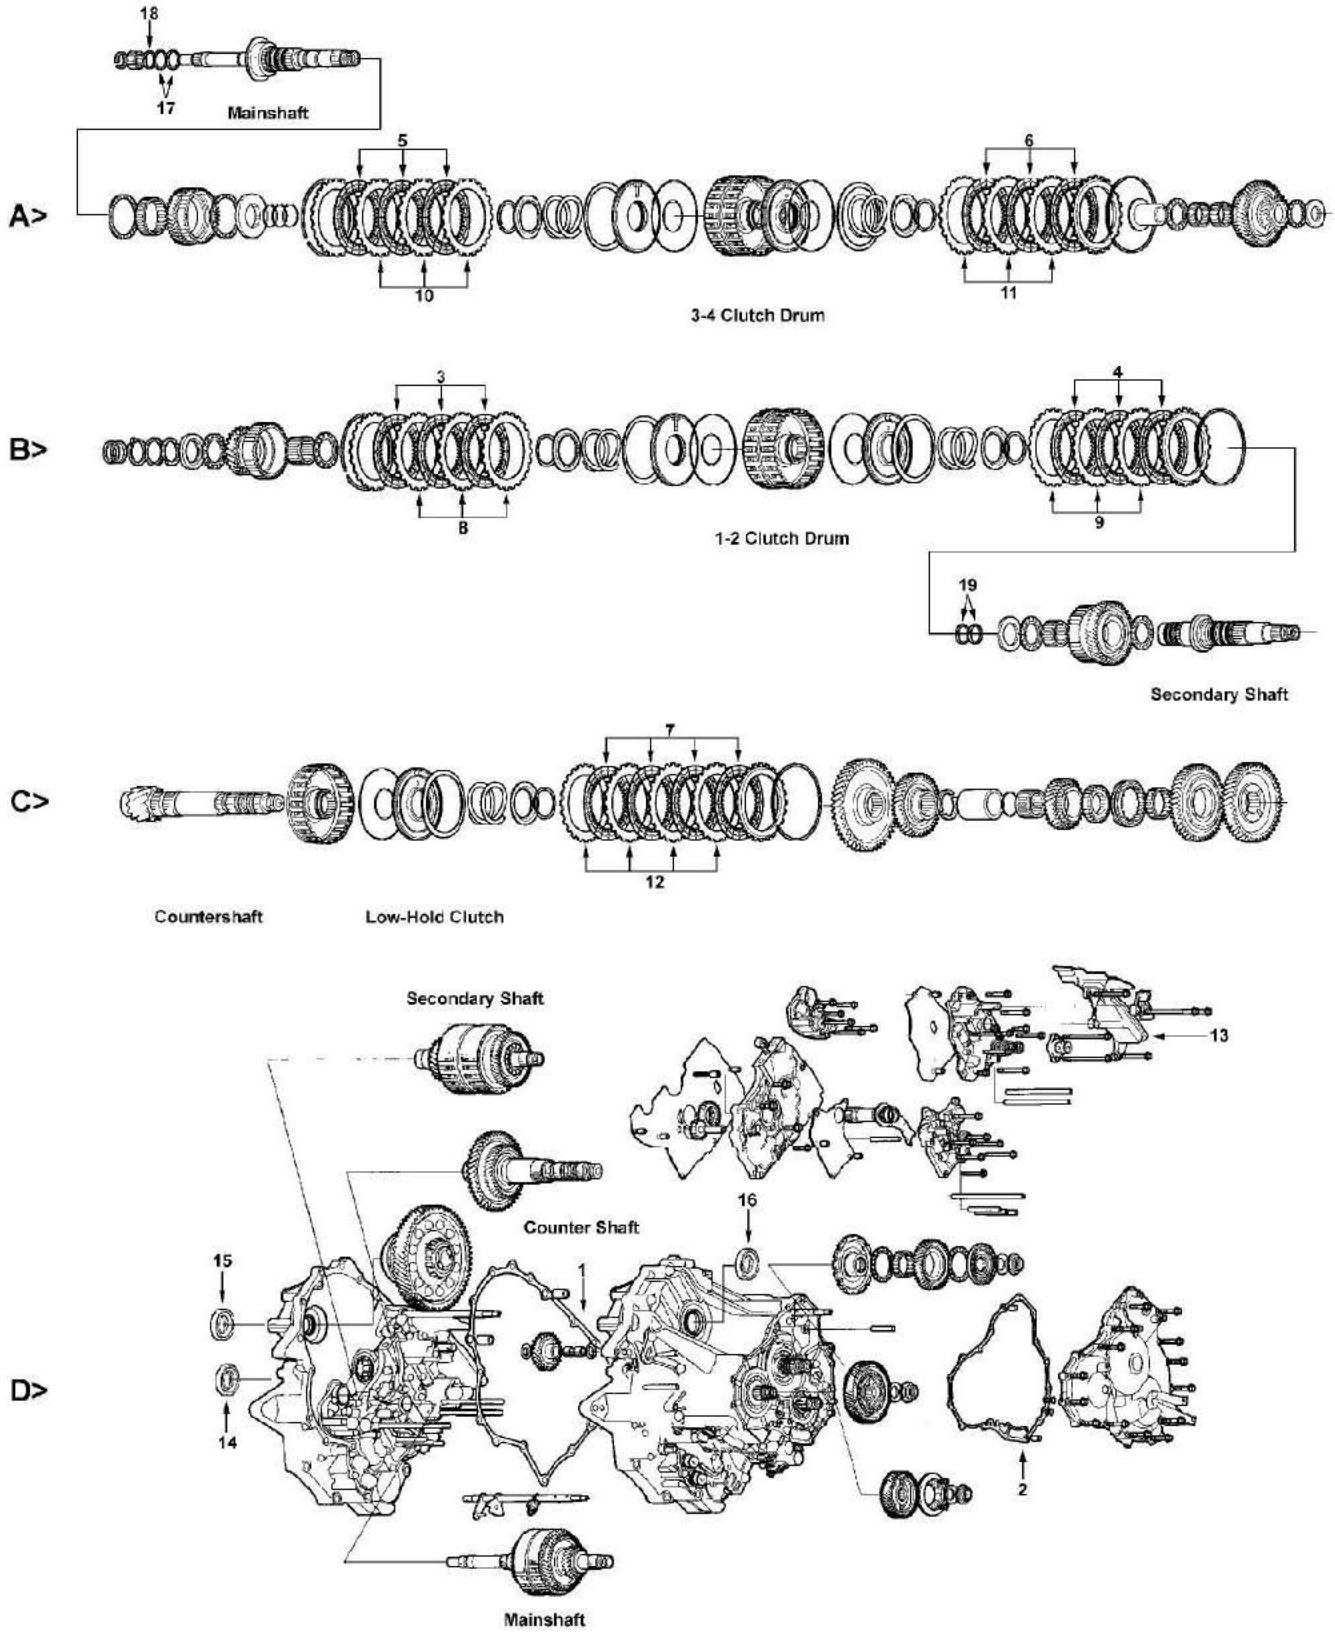 18
17
Mainshaft
5
6
A>
10
11
3-4 Clutch Drum
3
4
B>
8
9
1-2 Clutch Drum
19
Secondary Shaft
7
C>
12
Countershaft
Low-Hold Clutch
Secondary Shaft
13
16
Counter Shaft
15
1
D>
14
2
Mainshaft